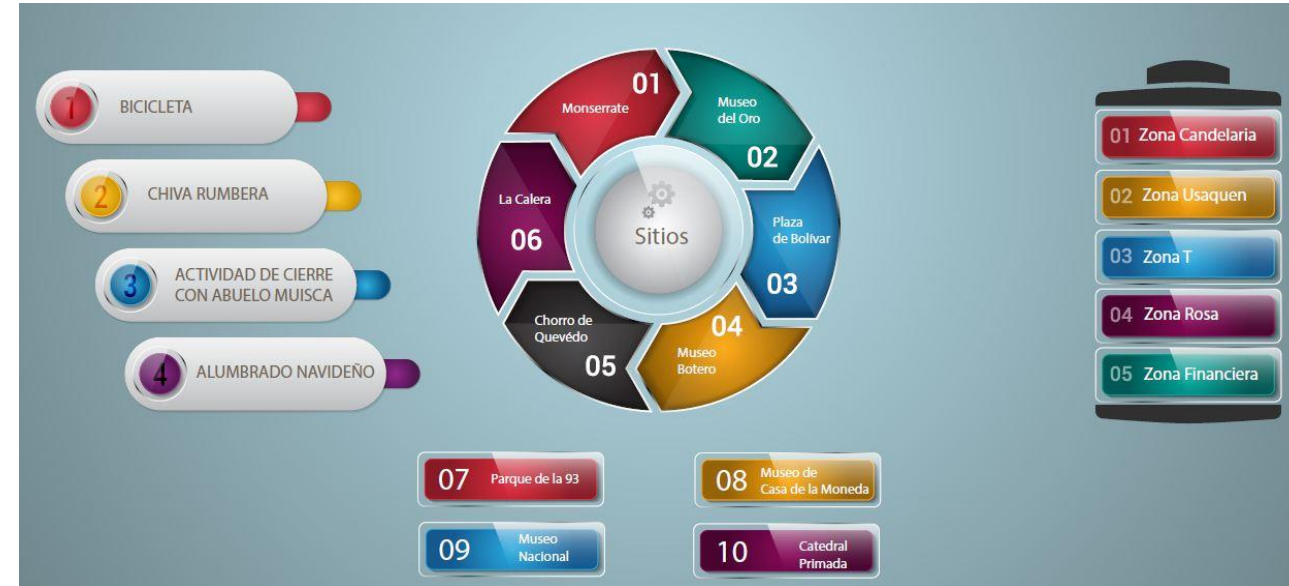 1 BICICLETA
2 CHIVA RUMBERA
3 ACTIVIDAD DE CIERRE
CON ABUELO MUISCA
4 ALUMBRADO NAVIDEÑO
Sitios
01
Monserrate
Museo
del Oro
02
Plaza
de Bolívar
03
04
Museo
Botero
Chorro de
Quevédo
05
La Calera
06
07 Parque de la 93
08 Museo de
Casa de la Moneda
09 Museo
Nacional
10 Catedral
Primada
01 Zona Candelaria
02 Zona Usaquen
03 Zona T
04 Zona Rosa
05 Zona Financiera